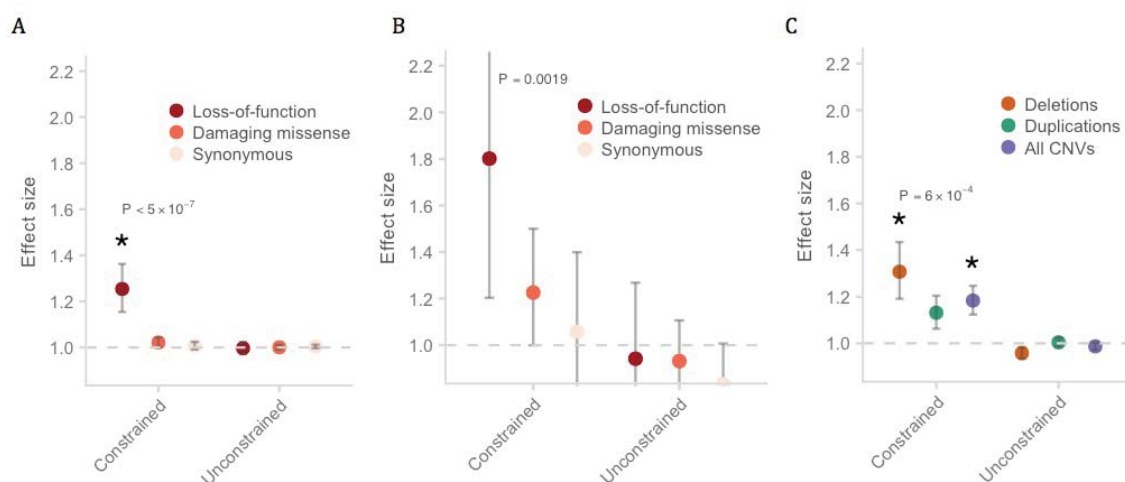 A
Effect size
2.2
2.0
1.8
1.6
1.4
1.2
1.0
Loss-of-function
Damaging missense
Synonymous
P < 5 × 10⁻⁷
*
Constrained
Unconstrained
B
Effect size
2.2
2.0
1.8
1.6
1.4
1.2
1.0
P = 0.0019
Loss-of-function
Damaging missense
Synonymous
Constrained
Unconstrained
C
Effect size
2.2
2.0
1.8
1.6
1.4
1.2
1.0
Deletions
Duplications
All CNVs
P = 6 × 10⁻⁴
*
*
Constrained
Unconstrained